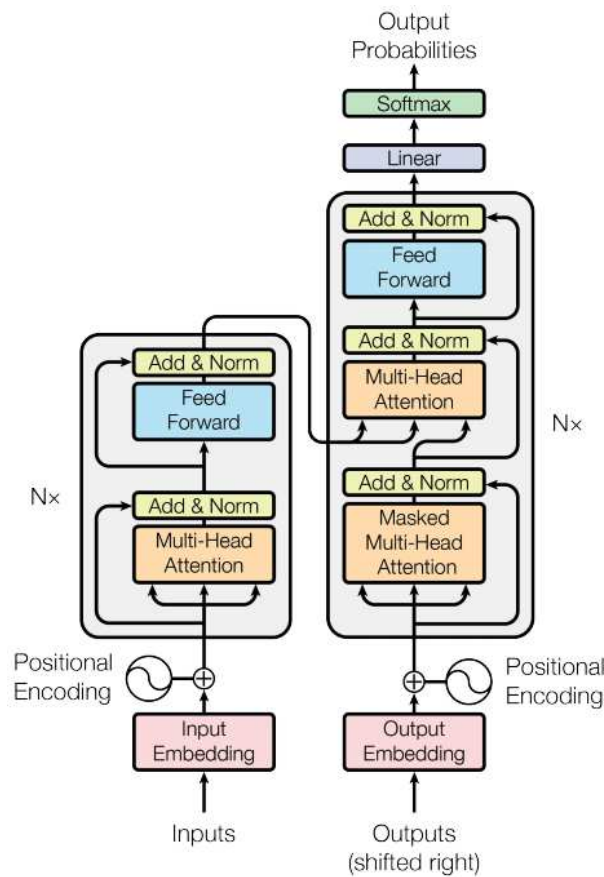 Output
Probabilities
Softmax
Linear
Add & Norm
Feed
Forward
Add & Norm
Multi-Head
Attention
Add & Norm
Masked
Multi-Head
Attention
Nx
Add & Norm
Feed
Forward
Add & Norm
Multi-Head
Attention
Nx
Positional
Encoding
Positional
Encoding
Input
Embedding
Output
Embedding
Inputs
Outputs
(shifted right)